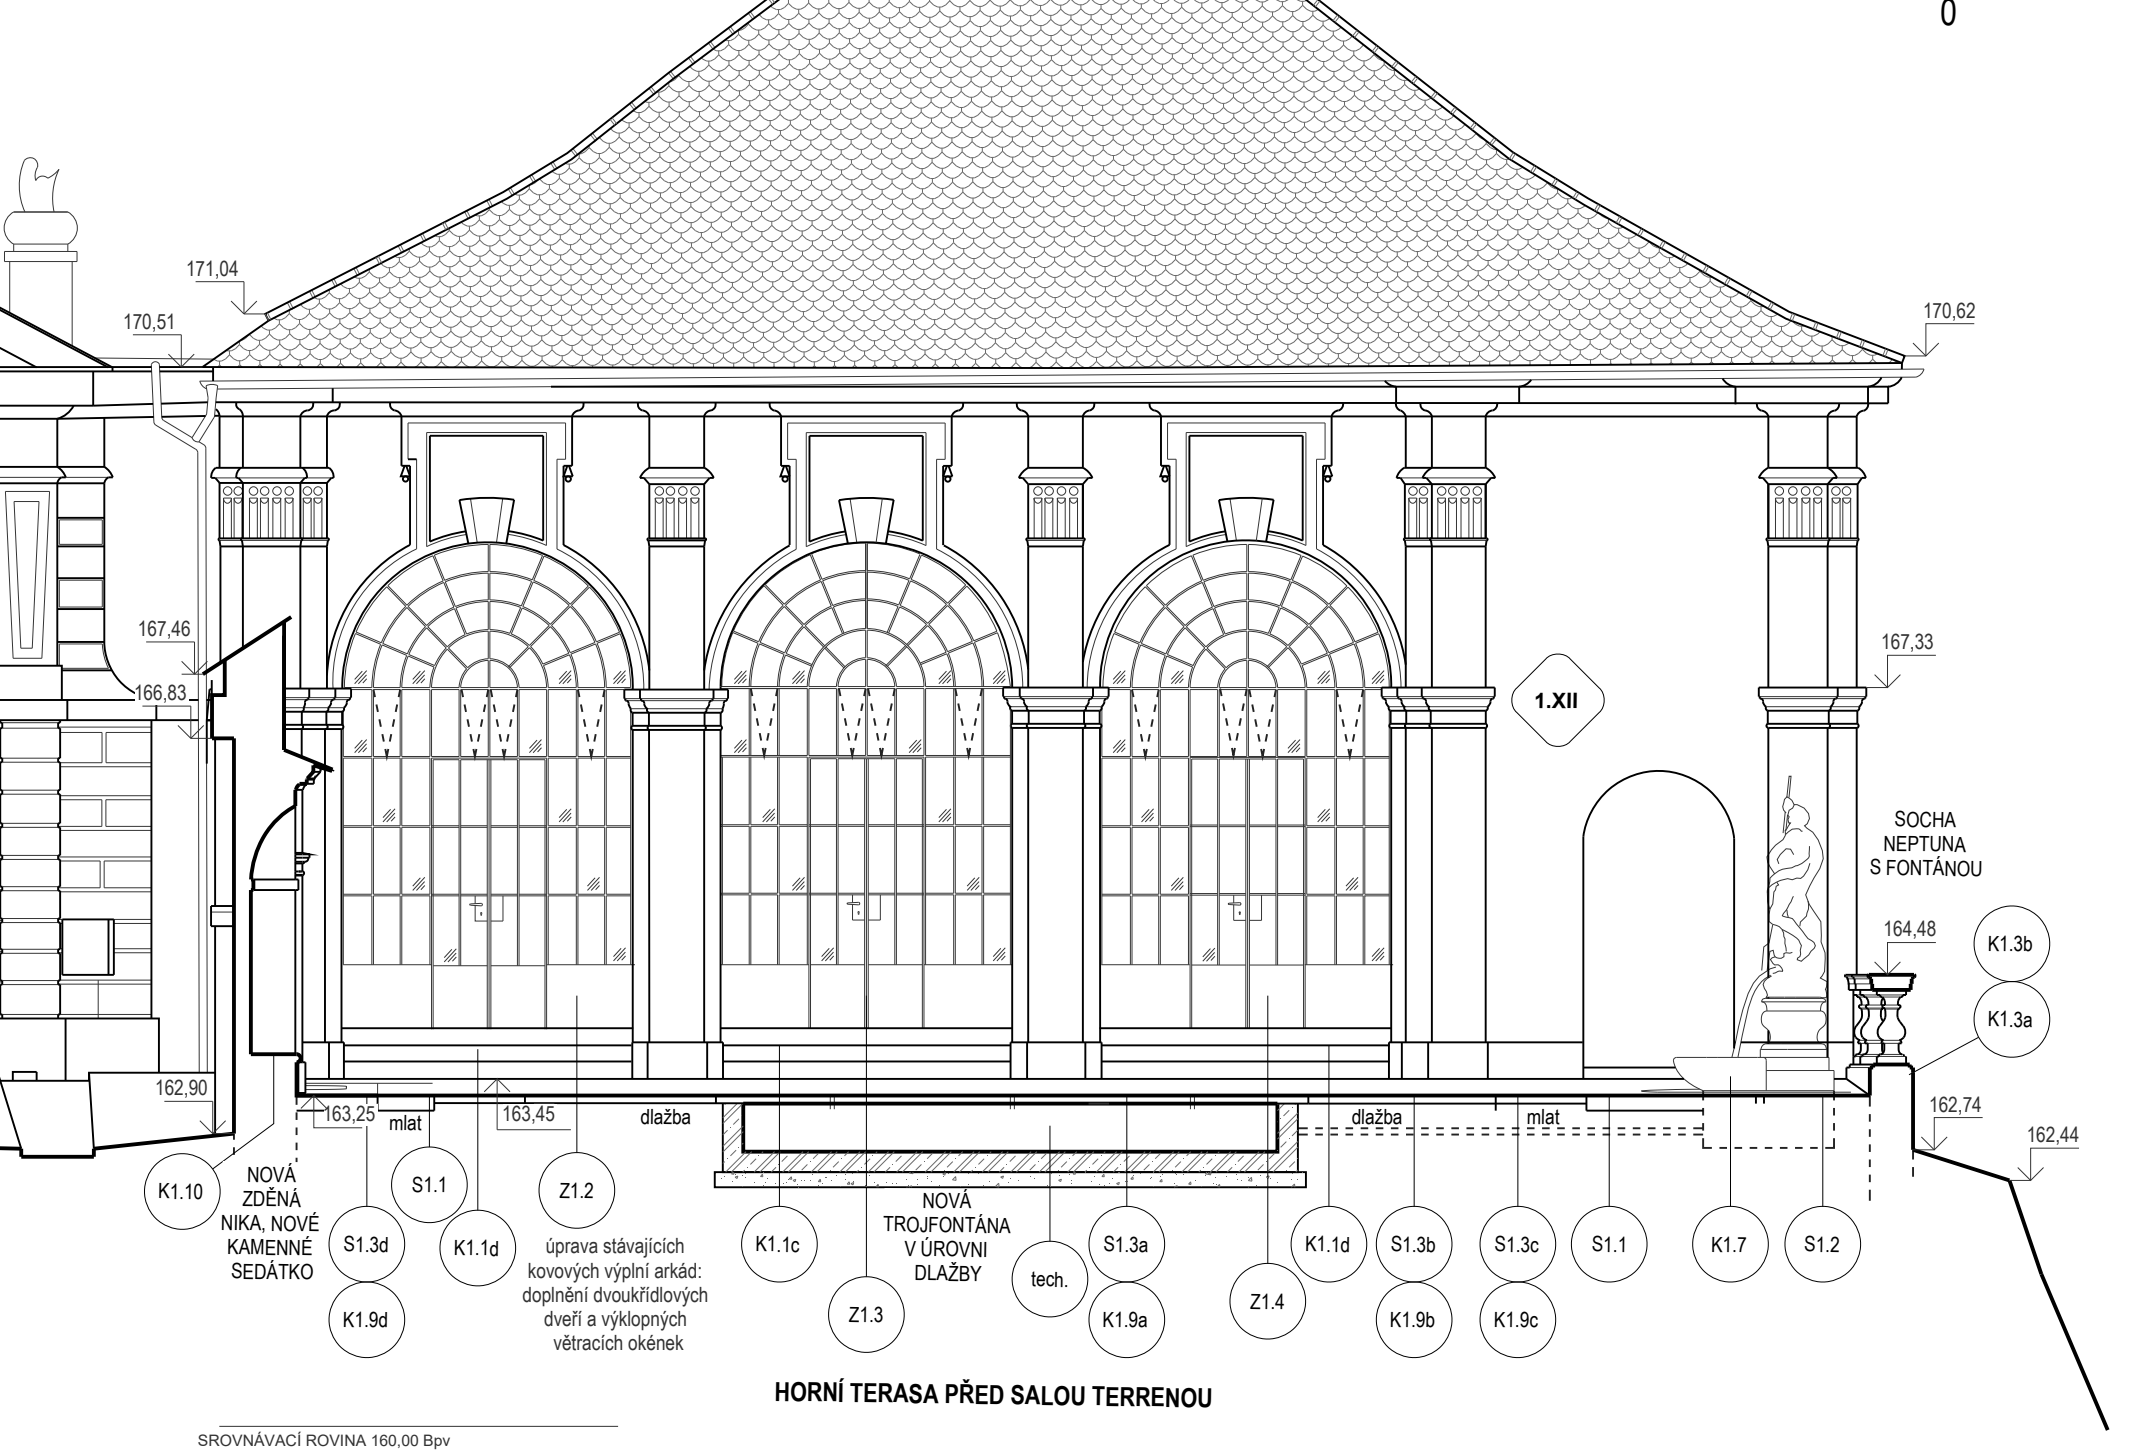 0
171,04
170,51
170,62
167,46
166,83
167,33
1.XII
SOCHA
NEPTUNA
S FONTÁNOU
164,48
K1.3b
K1.3a
162,90
163,25
mlat
163,45
dlažba
dlažba
mlat
162,74
162,44
K1.10
NOVÁ
ZDĚNÁ
NIKA, NOVÉ
KAMENNÉ
SEDÁTKO
S1.3d
K1.9d
S1.1
K1.1d
Z1.2
úprava stávajících
kovových výplní arkád:
doplnění dvoukřídlových
dveří a výklopných
větracích okének
K1.1c
Z1.3
NOVÁ
TROJFONTÁNA
V ÚROVNI
DLAŽBY
tech.
S1.3a
K1.9a
Z1.4
K1.1d
S1.3b
K1.9b
S1.3c
K1.9c
S1.1
K1.7
S1.2
HORNÍ TERASA PŘED SALOU TERRENOU
SROVNÁVACÍ ROVINA 160,00 Bpv